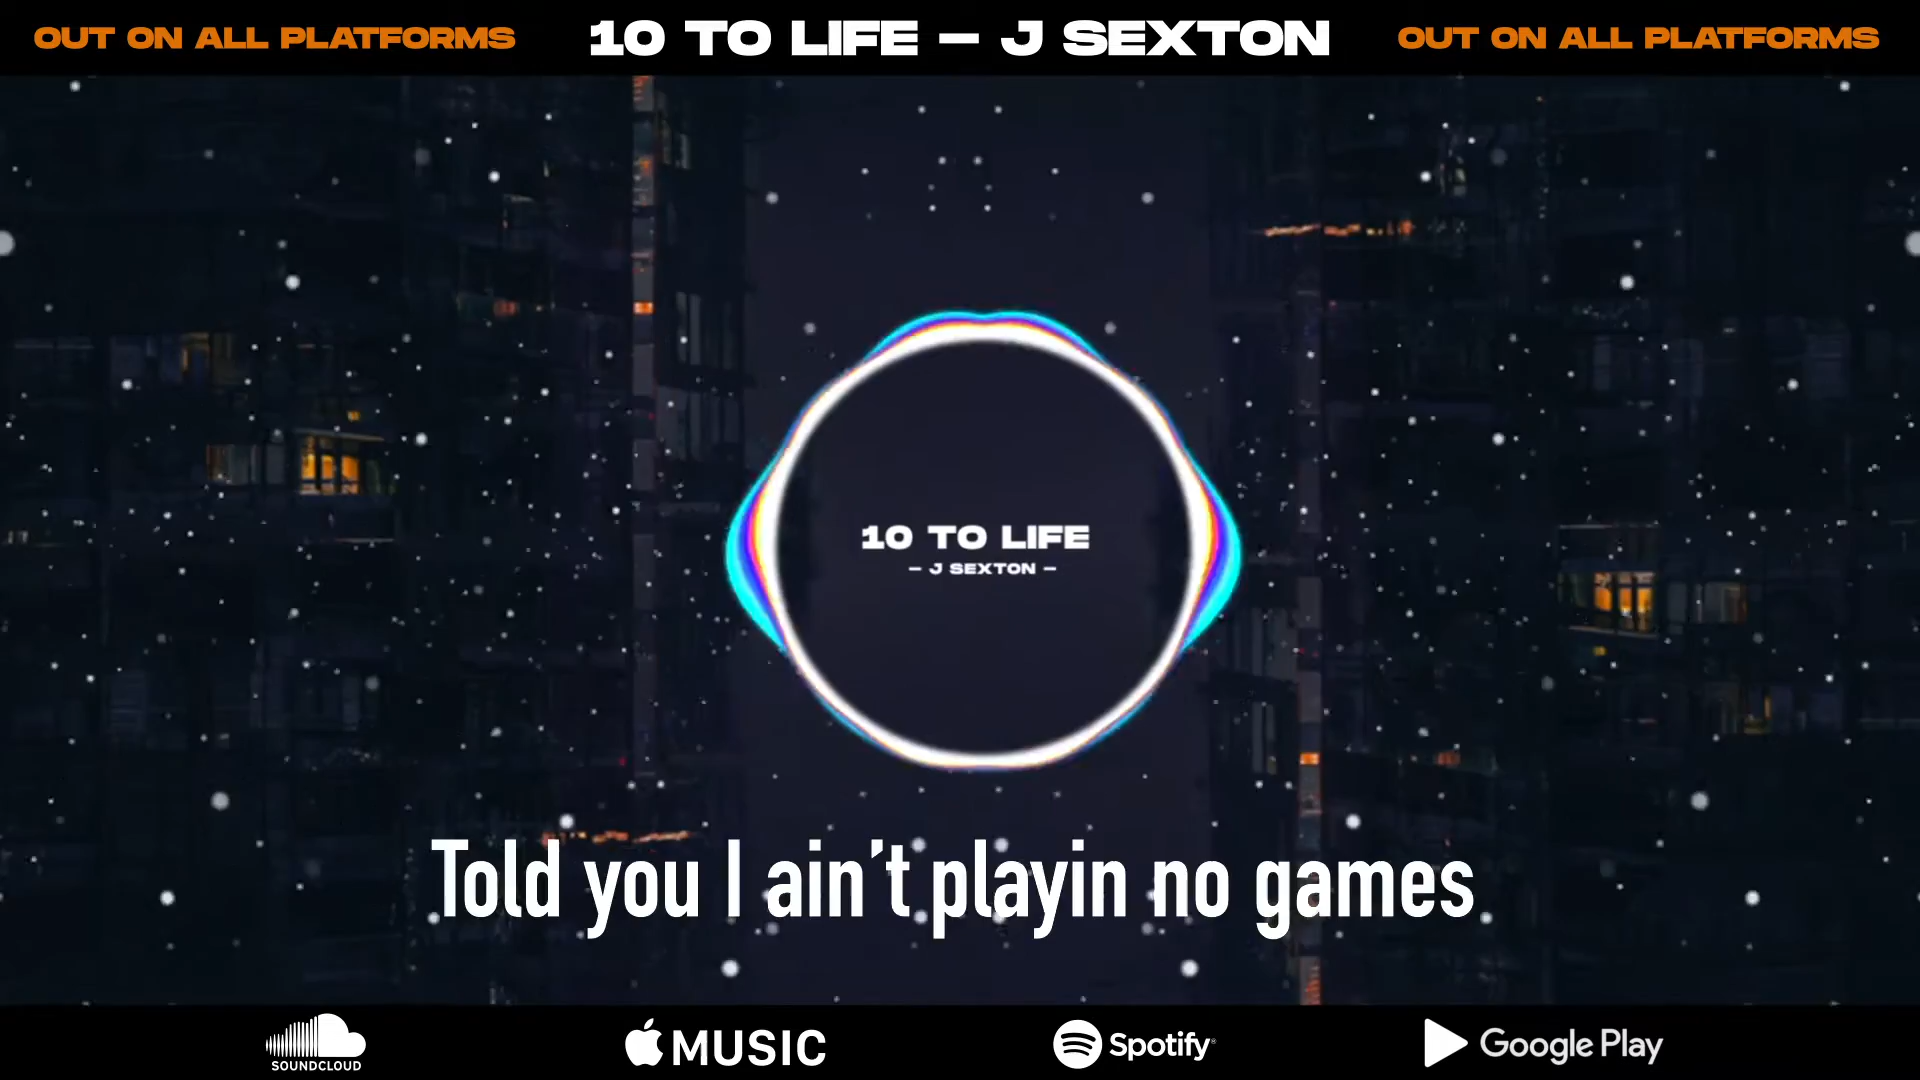 OUT ON ALL PLATFORMS
10 TO LIFE – J SEXTON
OUT ON ALL PLATFORMS
10 TO LIFE
– J SEXTON –
Told you I ain't playin no games
SOUNDCLOUD
MUSIC
Spotify
Google Play